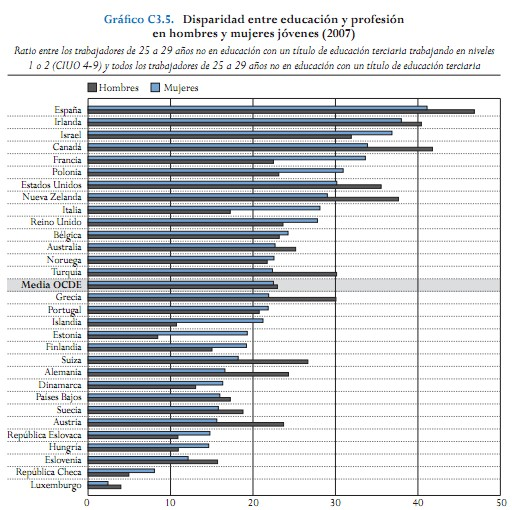 Gráfico C3.5. Disparidad entre educación y profesión
en hombres y mujeres jóvenes (2007)
Ratio entre los trabajadores de 25 a 29 años no en educación con un título de educación terciaria trabajando en niveles
1 o 2 (CIUO 4-9) y todos los trabajadores de 25 a 29 años no en educación con un título de educación terciaria
Hombres Mujeres
España
Irlanda
Israel
Canadá
Francia
Polonia
Estados Unidos
Nueva Zelanda
Italia
Reino Unido
Bélgica
Australia
Noruega
Turquia
Media OCDE
Grecia
Portugal
Islandia
Estonia
Finlandia
Suiza
Alemania
Dinamarca
Países Bajos
Suecia
Austria
República Eslovaca
Hungria
Eslovenia
República Checa
Luxemburgo
0 10 20 30 40 50